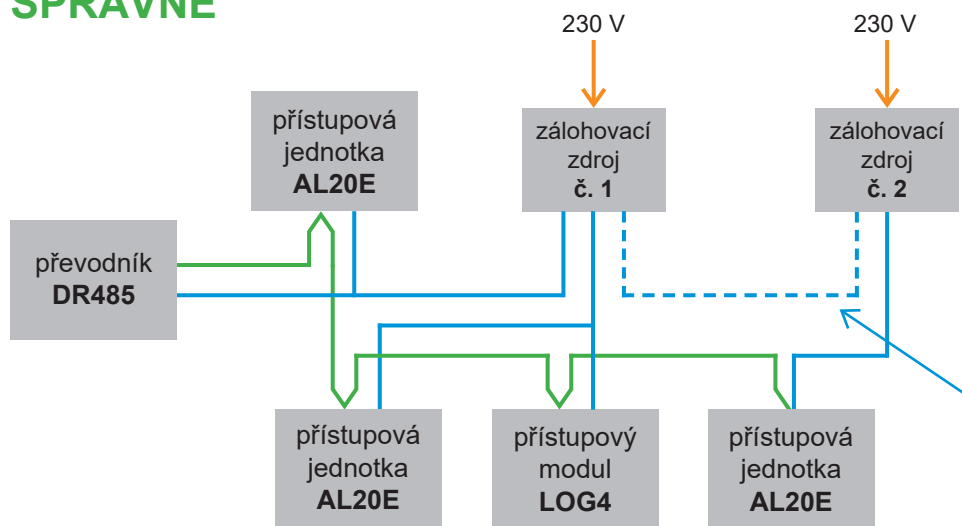 SPRÁVNĚ
230 V
230 V
přístupová
jednotka
AL20E
zálohovací
zdroj
č. 1
zálohovací
zdroj
č. 2
převodník
DR485
přístupová
jednotka
AL20E
přístupový
modul
LOG4
přístupová
jednotka
AL20E